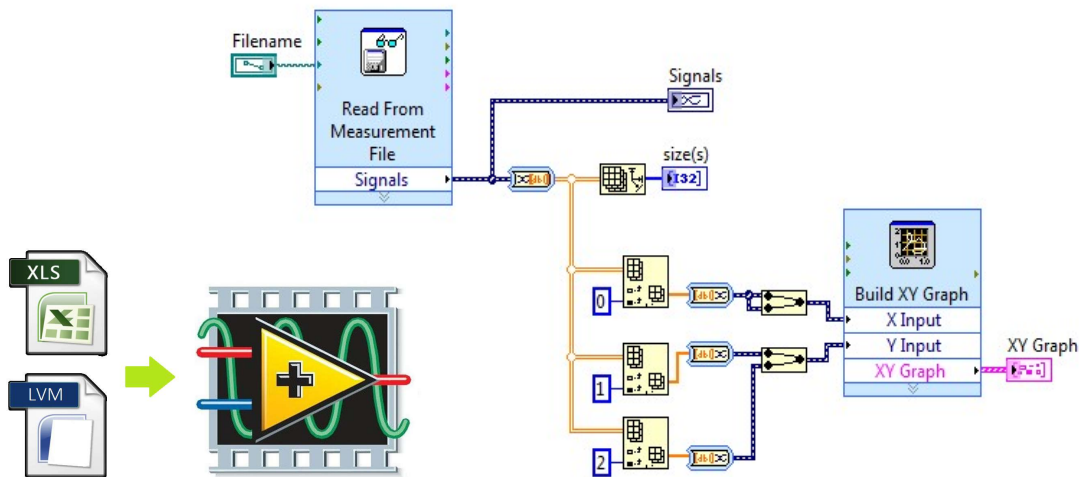 Filename
Read From
Measurement
File
Signals
Signals
size(s)
[I32]
0
1
2
Build XY Graph
X Input
Y Input
XY Graph
XY Graph
XLS
LVM